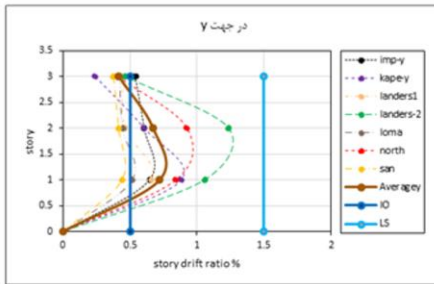 در جهت y
3.5
3
2.5
2
1.5
1
0.5
0
story
0
0.5
1
1.5
2
story drift ratio %
imp-y
kape-y
landers1
landers-2
loma
north
san
Averagey
IO
LS